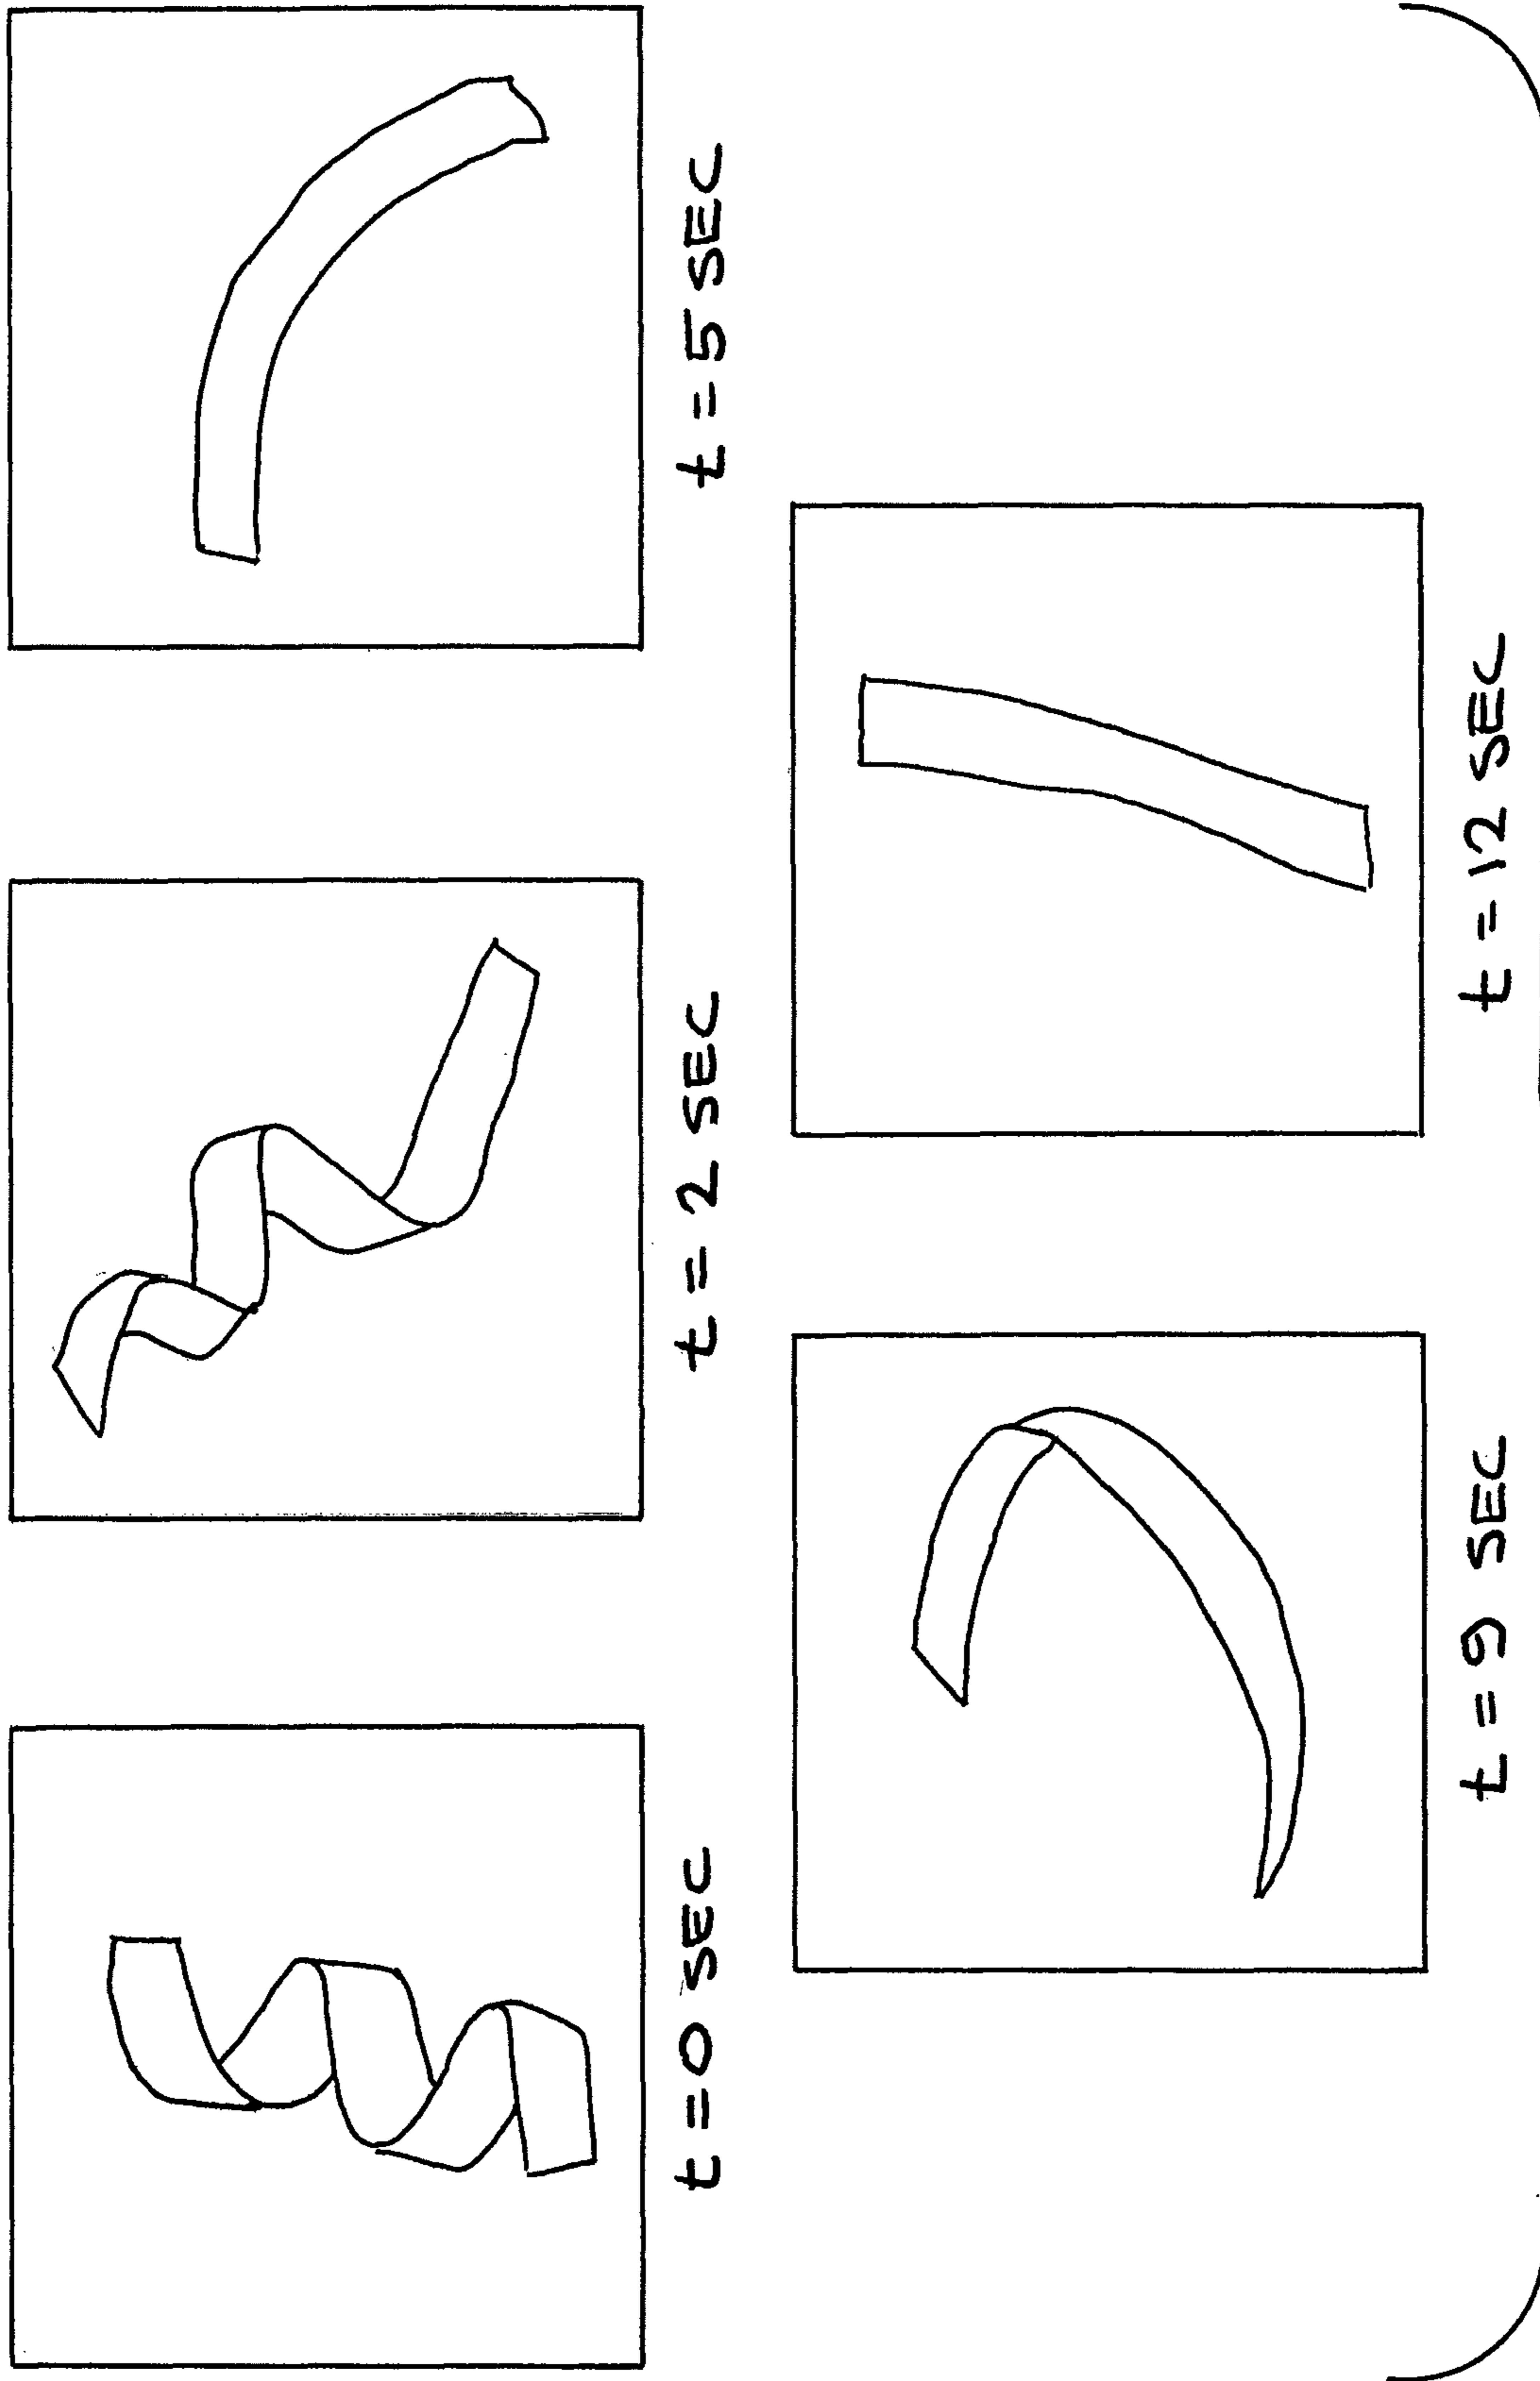 t = 0 SEC
t = 2 SEC
t = 5 SEC
t = 9 SEC
t = 12 SEC